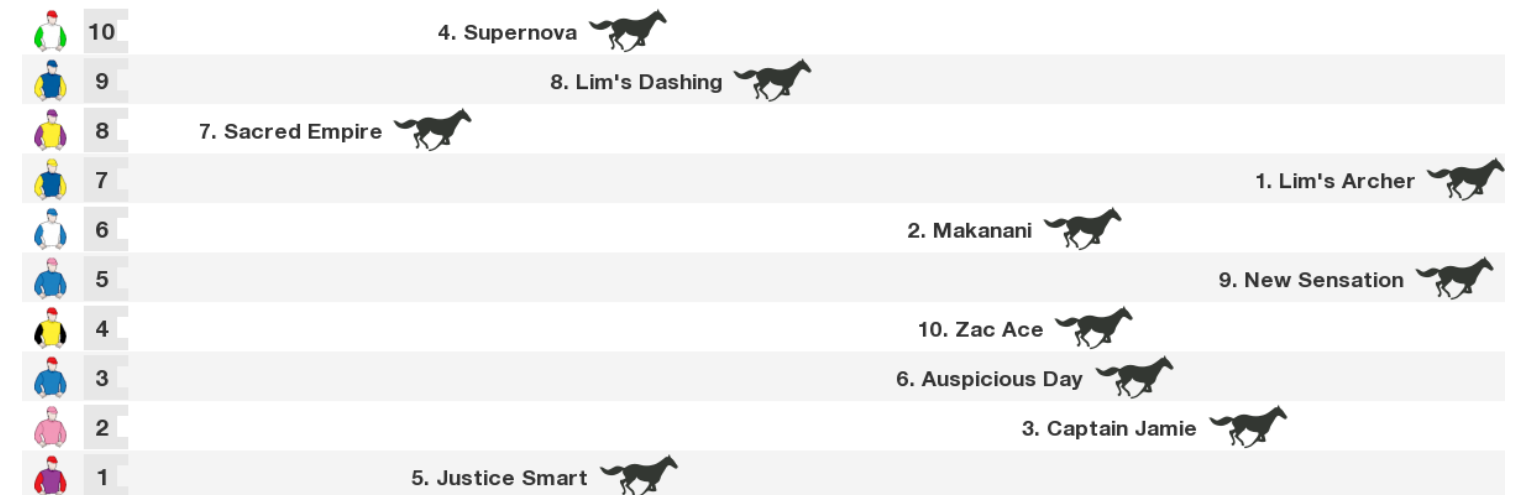 10 4. Supernova
9 8. Lim's Dashing
8 7. Sacred Empire
7 1. Lim's Archer
6 2. Makanani
5 9. New Sensation
4 10. Zac Ace
3 6. Auspicious Day
2 3. Captain Jamie
1 5. Justice Smart